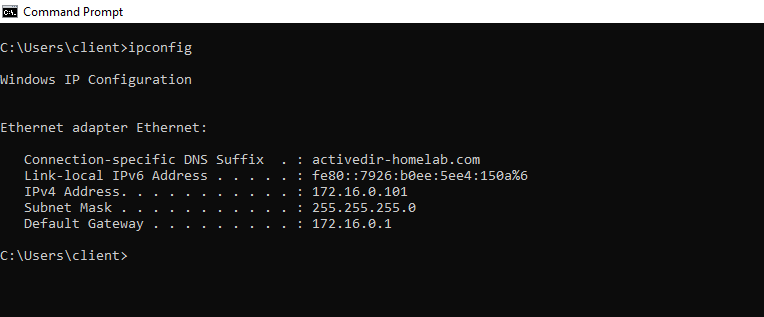 Command Prompt
C:\Users\client>ipconfig
Windows IP Configuration
Ethernet adapter Ethernet:
   Connection-specific DNS Suffix  . : activedir-homelab.com
   Link-local IPv6 Address . . . . . : fe80::7926:b0ee:5ee4:150a%6
   IPv4 Address. . . . . . . . . . . : 172.16.0.101
   Subnet Mask . . . . . . . . . . . : 255.255.255.0
   Default Gateway . . . . . . . . . : 172.16.0.1
C:\Users\client>